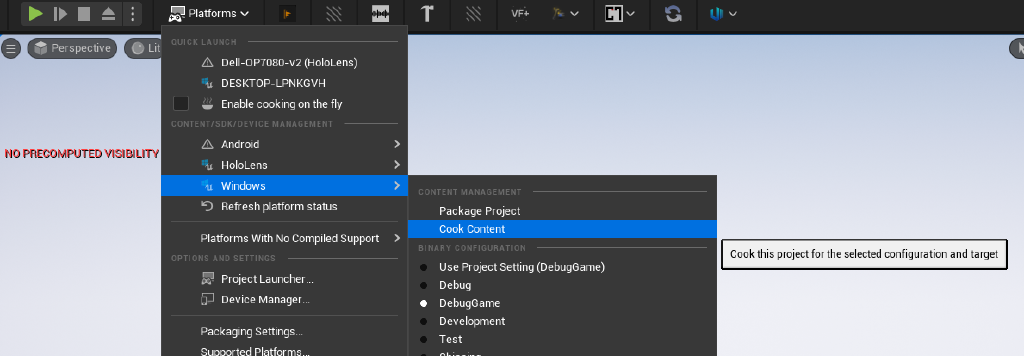 Platforms
VF+
Perspective
Lit
NO PRECOMPUTED VISIBILITY
QUICK LAUNCH
Dell-OP7080-v2 (HoloLens)
DESKTOP-LPNKGVH
Enable cooking on the fly
CONTENT/SDK/DEVICE MANAGEMENT
Android
HoloLens
Windows
Refresh platform status
Platforms With No Compiled Support
OPTIONS AND SETTINGS
Project Launcher...
Device Manager...
Packaging Settings...
Supported Platforms...
CONTENT MANAGEMENT
Package Project
Cook Content
BINARY CONFIGURATION
Use Project Setting (DebugGame)
Debug
DebugGame
Development
Test
Shipping
Cook this project for the selected configuration and target